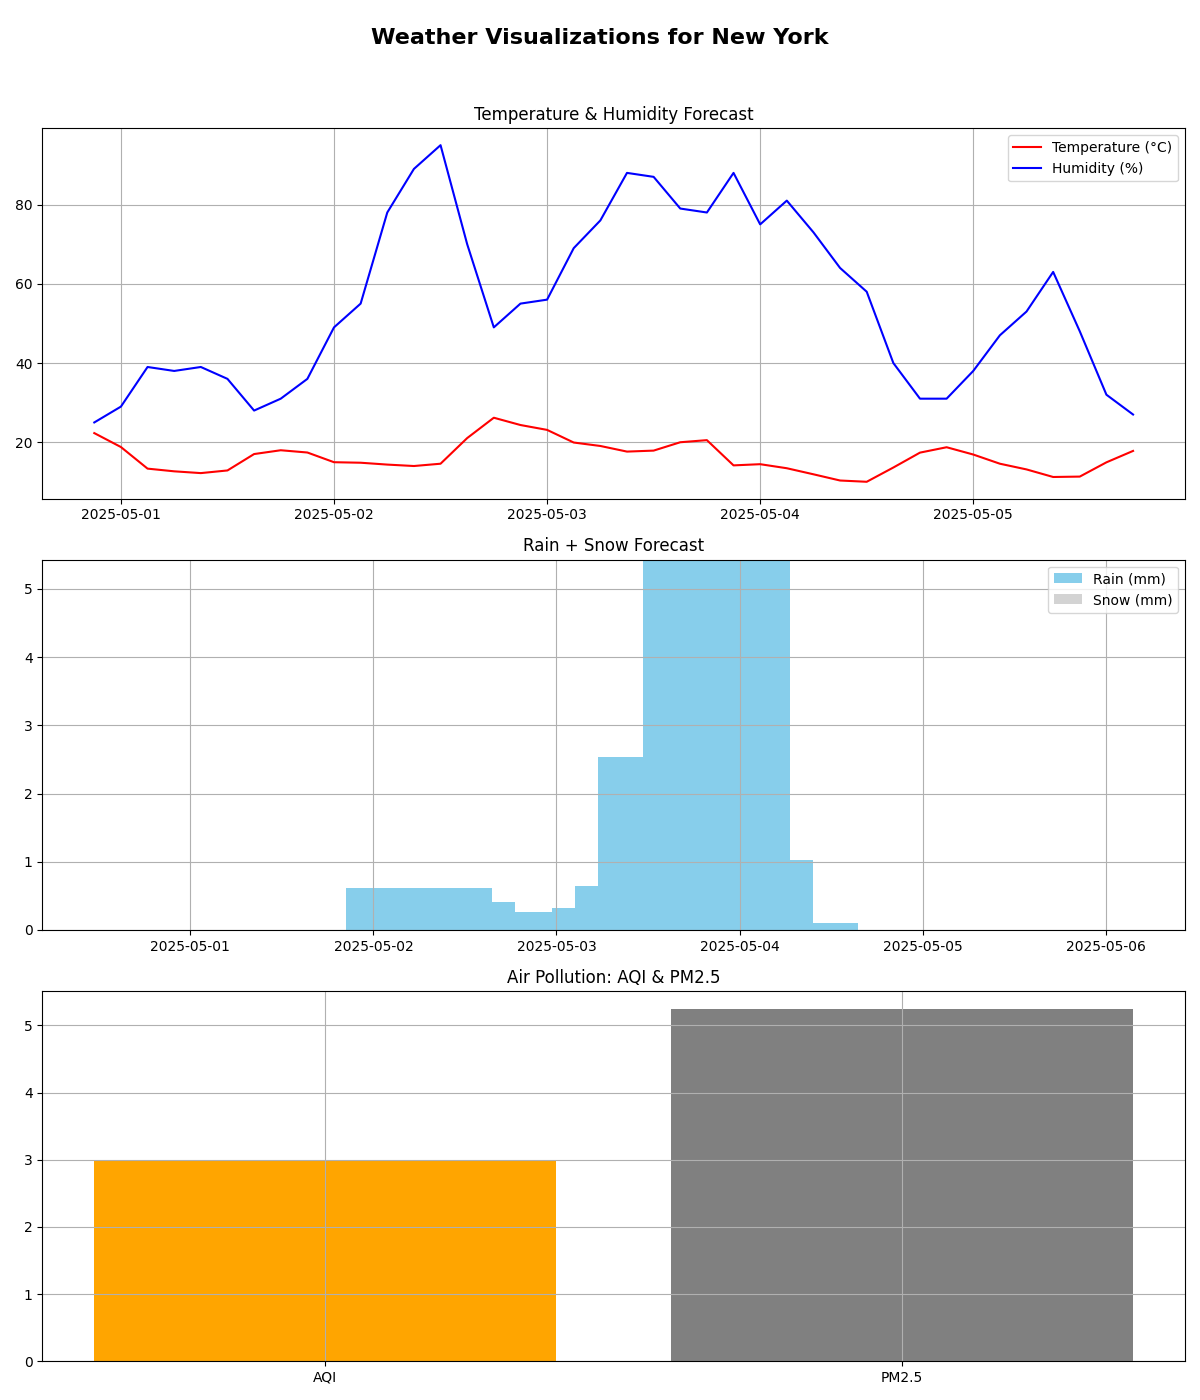 Weather Visualizations for New York
Temperature & Humidity Forecast
Temperature (°C)
Humidity (%)
80
60
40
20
2025-05-01 2025-05-02 2025-05-03 2025-05-04 2025-05-05
Rain + Snow Forecast
Rain (mm)
Snow (mm)
5
4
3
2
1
0
2025-05-01 2025-05-02 2025-05-03 2025-05-04 2025-05-05 2025-05-06
Air Pollution: AQI & PM2.5
5
4
3
2
1
0
AQI PM2.5